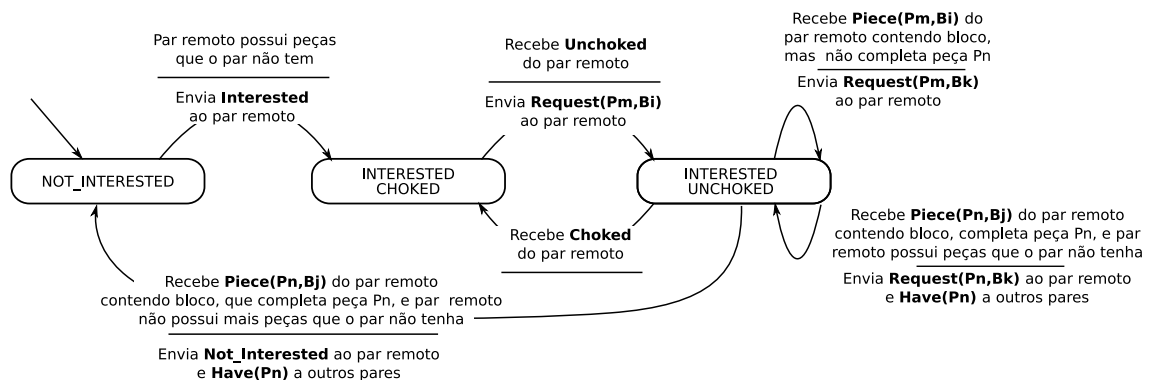 Par remoto possui peças
que o par não tem
Envia Interested
ao par remoto
Recebe Unchoked
do par remoto
Envia Request(Pm,Bi)
ao par remoto
Recebe Piece(Pm,Bi) do
par remoto contendo bloco,
mas não completa peça Pn
Envia Request(Pm,Bk)
ao par remoto
NOT_INTERESTED
INTERESTED
CHOKED
INTERESTED
UNCHOKED
Recebe Choked
do par remoto
Recebe Piece(Pn,Bj) do par remoto
contendo bloco, completa peça Pn, e par
remoto possui peças que o par não tenha
Envia Request(Pn,Bk) ao par remoto
e Have(Pn) a outros pares
Recebe Piece(Pn,Bj) do par remoto
contendo bloco, que completa peça Pn, e par remoto
não possui mais peças que o par não tenha
Envia Not_Interested ao par remoto
e Have(Pn) a outros pares